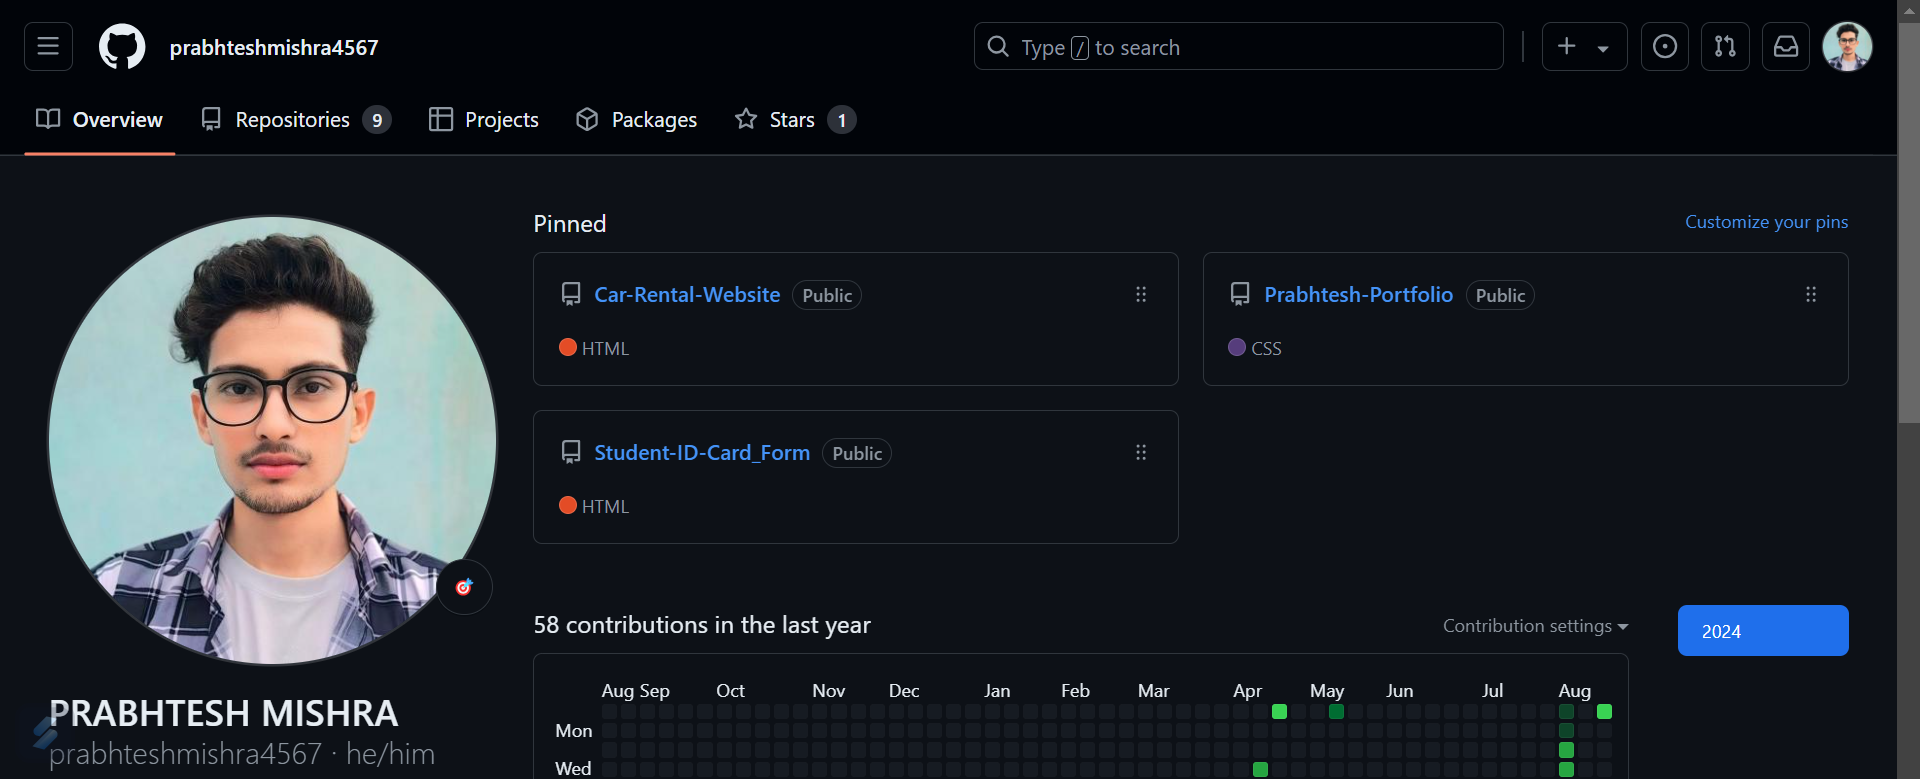 prabhteshmishra4567
Type / to search
Overview
Repositories 9
Projects
Packages
Stars 1
Pinned
Customize your pins
Car-Rental-Website Public
HTML
Prabhtesh-Portfolio Public
CSS
Student-ID-Card_Form Public
HTML
58 contributions in the last year
Contribution settings
2024
Aug Sep Oct Nov Dec Jan Feb Mar Apr May Jun Jul Aug
Mon
Wed
PRABHTESH MISHRA
prabhteshmishra4567 · he/him